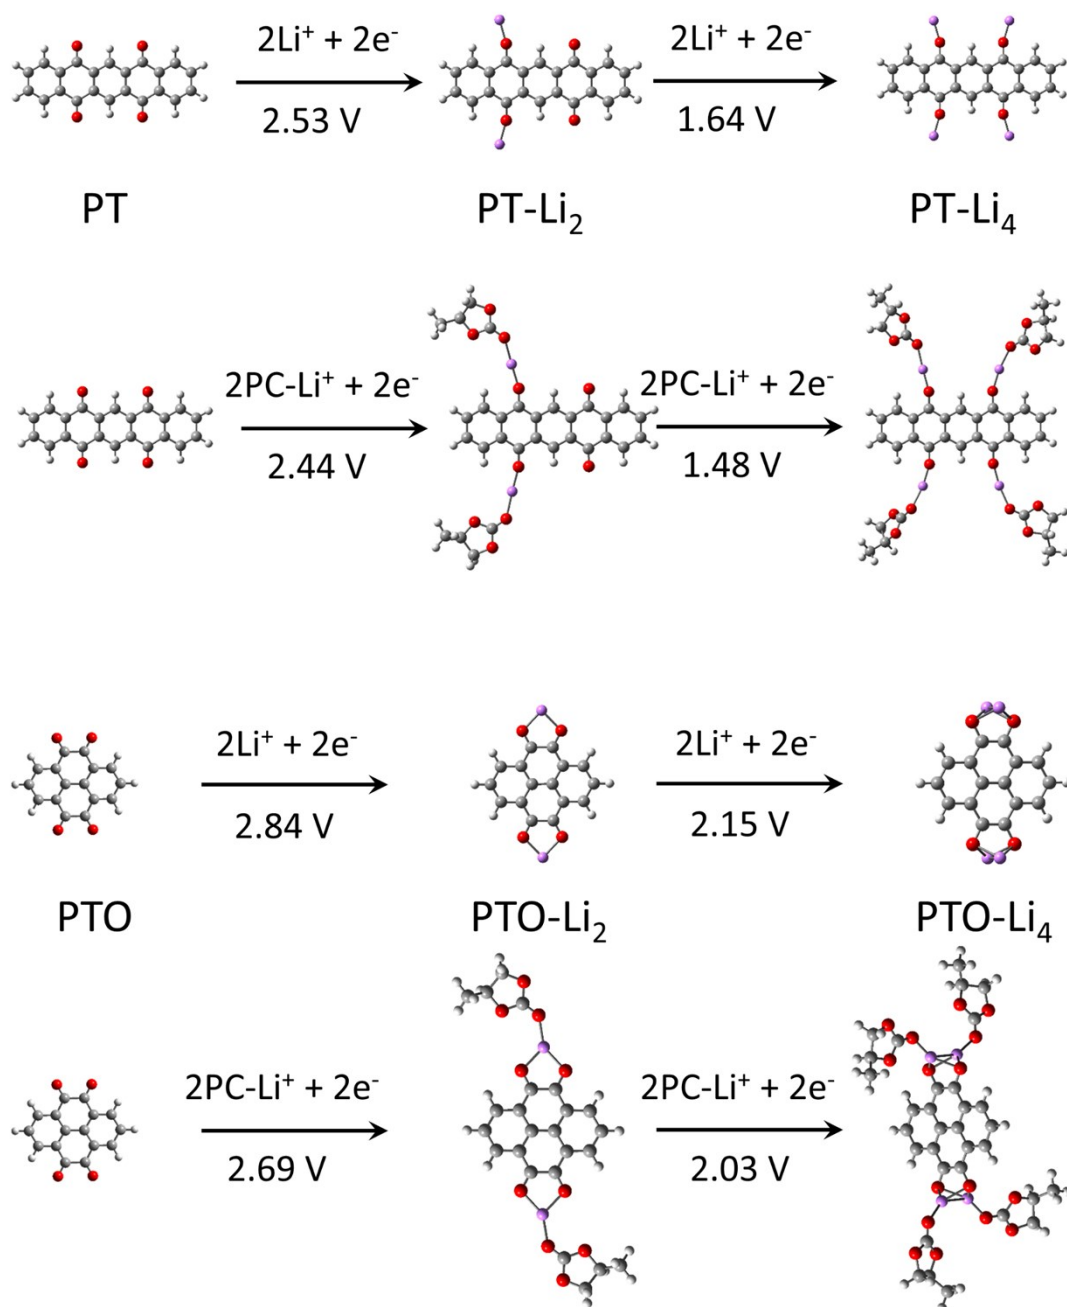 2Li⁺ + 2e⁻
2.53 V
2Li⁺ + 2e⁻
1.64 V
PT
PT-Li₂
PT-Li₄
2PC-Li⁺ + 2e⁻
2.44 V
2PC-Li⁺ + 2e⁻
1.48 V
2Li⁺ + 2e⁻
2.84 V
2Li⁺ + 2e⁻
2.15 V
PTO
PTO-Li₂
PTO-Li₄
2PC-Li⁺ + 2e⁻
2.69 V
2PC-Li⁺ + 2e⁻
2.03 V